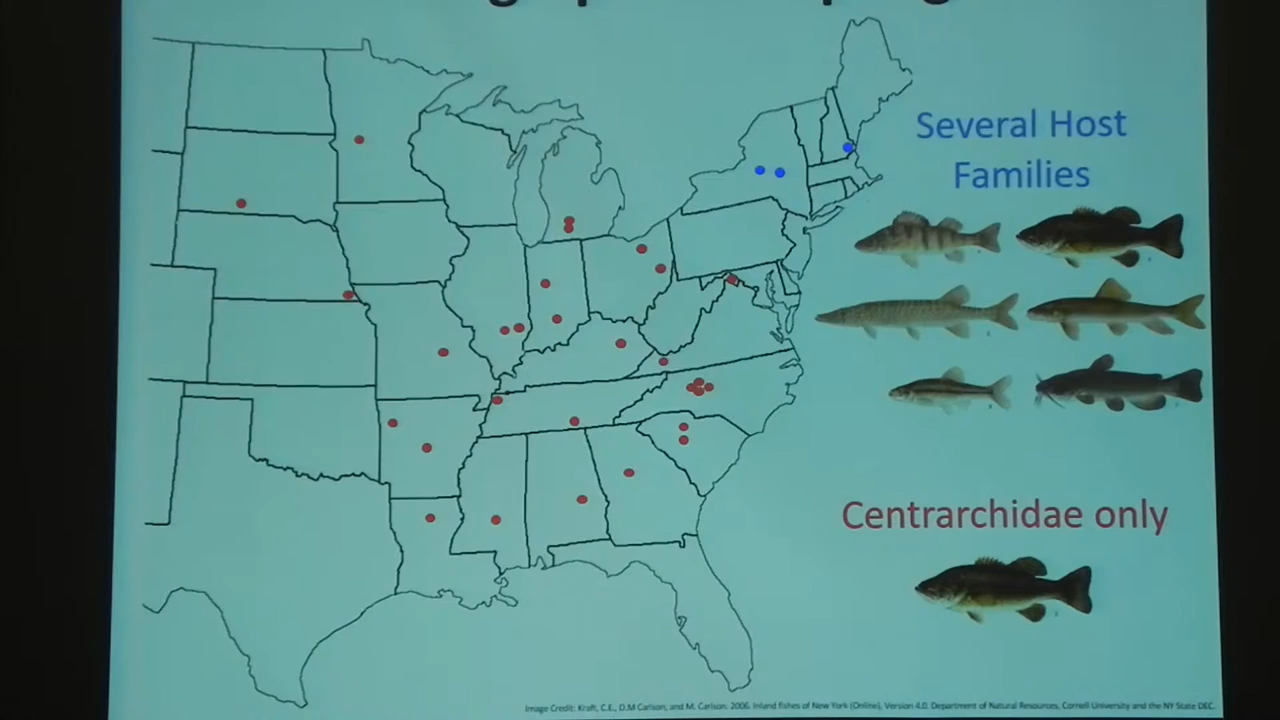 Several Host
Families
Centrarchidae only
Image Credit: Kraft, C.E., D.M Carlson, and M. Carlson. 2006. Inland fishes of New York (Online), Version 4.0. Department of Natural Resources, Cornell University and the NY State DEC.